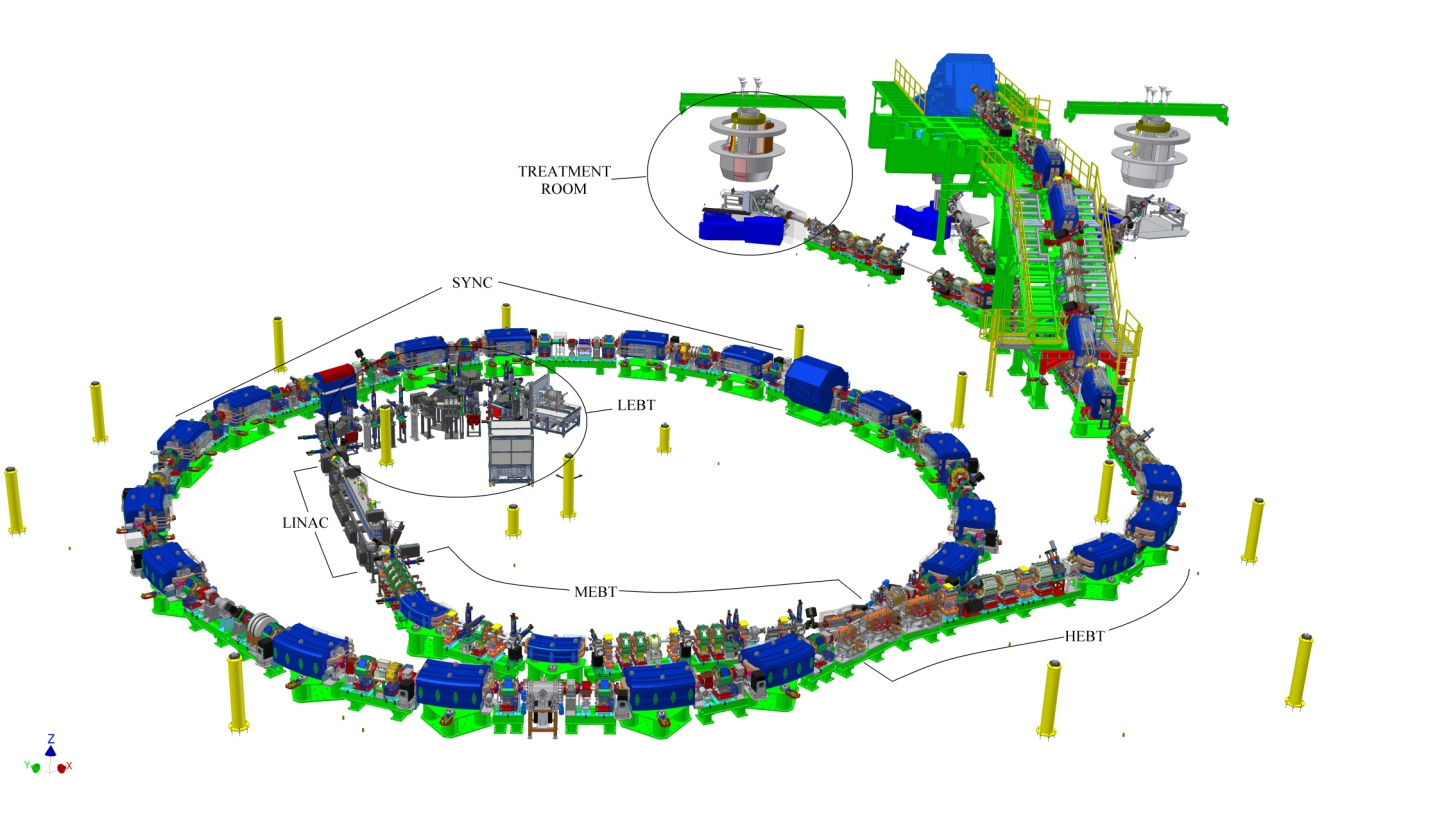 TREATMENT
ROOM
SYNC
LEBT
LINAC
MEBT
HEBT
Z
Y
X